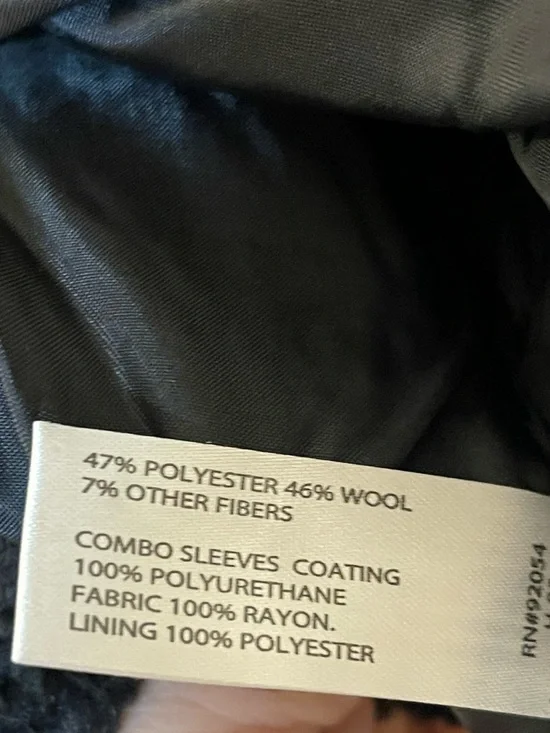 47% POLYESTER 46% WOOL
7% OTHER FIBERS
COMBO SLEEVES COATING
100% POLYURETHANE
FABRIC 100% RAYON.
LINING 100% POLYESTER
RN#92054